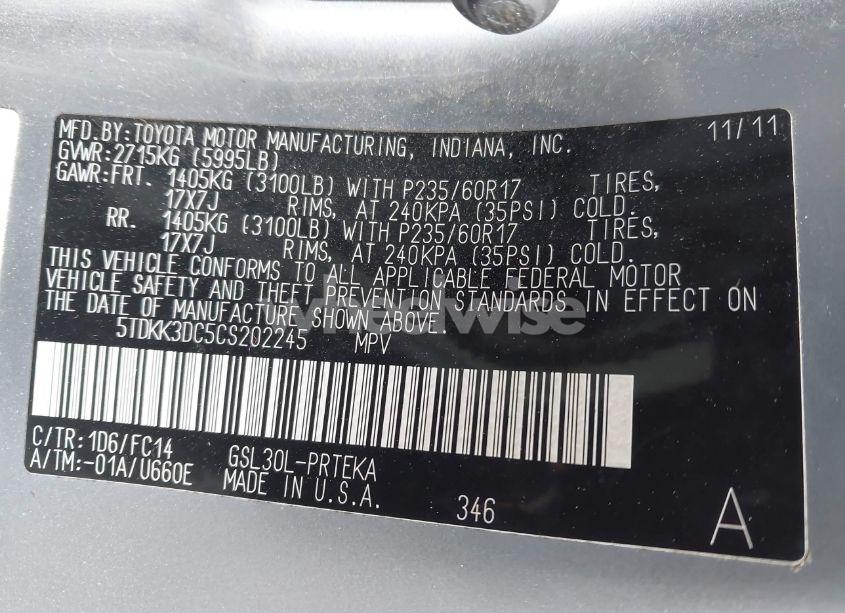 MFD.BY:TOYOTA MOTOR MANUFACTURING, INDIANA, INC. 11/11
GVWR:2715KG (5995LB)
GAWR:FRT. 1405KG (3100LB) WITH P235/60R17 TIRES,
17X7J RIMS, AT 240KPA (35PSI) COLD.
RR. 1405KG (3100LB) WITH P235/60R17 TIRES,
17X7J RIMS, AT 240KPA (35PSI) COLD.
THIS VEHICLE CONFORMS TO ALL APPLICABLE FEDERAL MOTOR
VEHICLE SAFETY AND THEFT PREVENTION STANDARDS IN EFFECT ON
THE DATE OF MANUFACTURE SHOWN ABOVE.
5TDKK3DC5CS202245 MPV
C/TR:1D6/FC14 GSL30L-PRTEKA
A/TM:-01A/U660E MADE IN U.S.A.
346
A